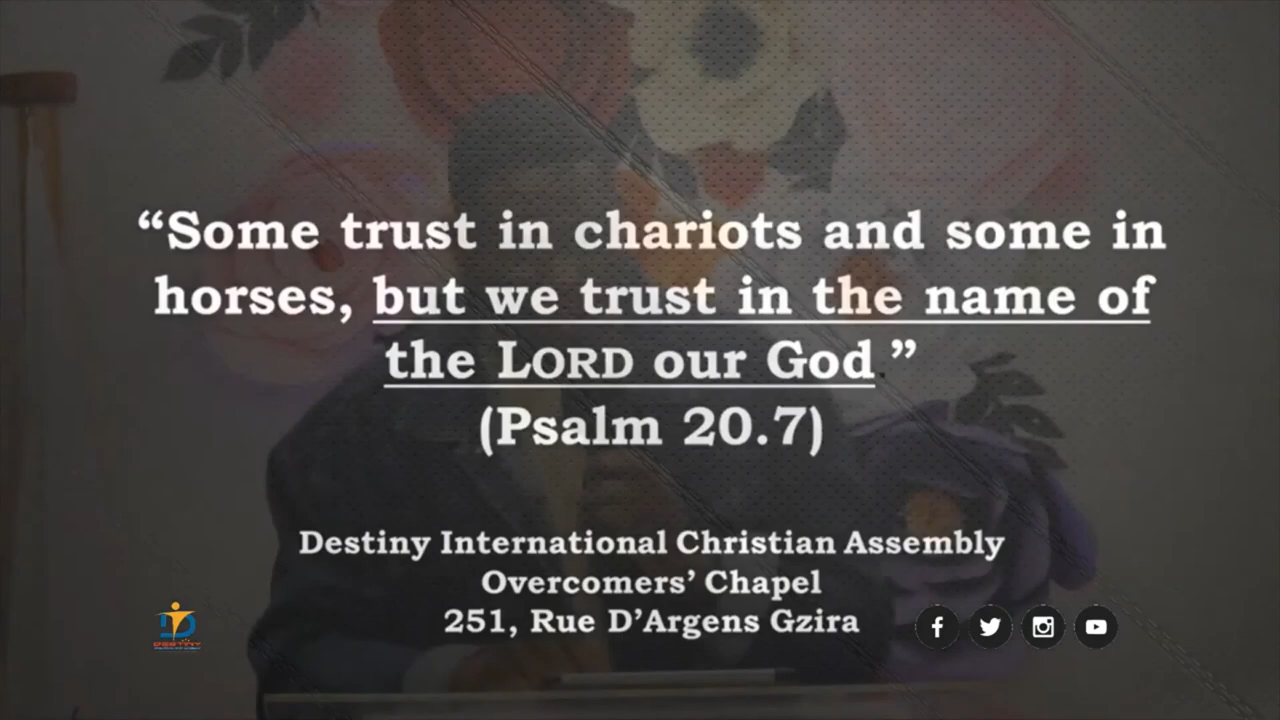 “Some trust in chariots and some in
horses, but we trust in the name of
the LORD our God.”
(Psalm 20.7)
Destiny International Christian Assembly
Overcomers’ Chapel
251, Rue D’Argens Gzira
DESTINY